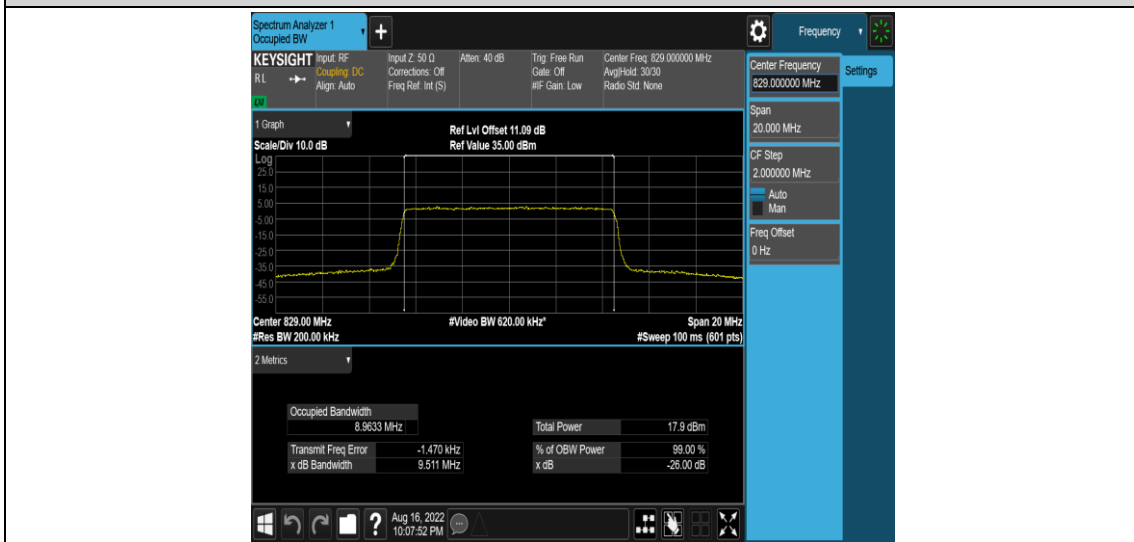 Spectrum Analyzer 1
Occupied BW
+
Frequency
KEYSIGHT
RL
LXI
Input: RF
Coupling: DC
Align: Auto
Input Z: 50 Ω
Corrections: Off
Freq Ref: Int (S)
Atten: 40 dB
Trig: Free Run
Gate: Off
#IF Gain: Low
Center Freq: 829.000000 MHz
Avg|Hold: 30/30
Radio Std: None
Center Frequency
829.000000 MHz
Settings
Span
20.000 MHz
CF Step
2.000000 MHz
Auto
Man
Freq Offset
0 Hz
1 Graph
Scale/Div 10.0 dB
Ref Lvl Offset 11.09 dB
Ref Value 35.00 dBm
Log
25.0
15.0
5.00
-5.00
-15.0
-25.0
-35.0
-45.0
-55.0
Center 829.00 MHz
#Res BW 200.00 kHz
#Video BW 620.00 kHz*
Span 20 MHz
#Sweep 100 ms (601 pts)
2 Metrics
Occupied Bandwidth
8.9633 MHz
Total Power 17.9 dBm
Transmit Freq Error -1.470 kHz
% of OBW Power 99.00 %
x dB Bandwidth 9.511 MHz
x dB -26.00 dB
?
Aug 16, 2022
10:07:52 PM